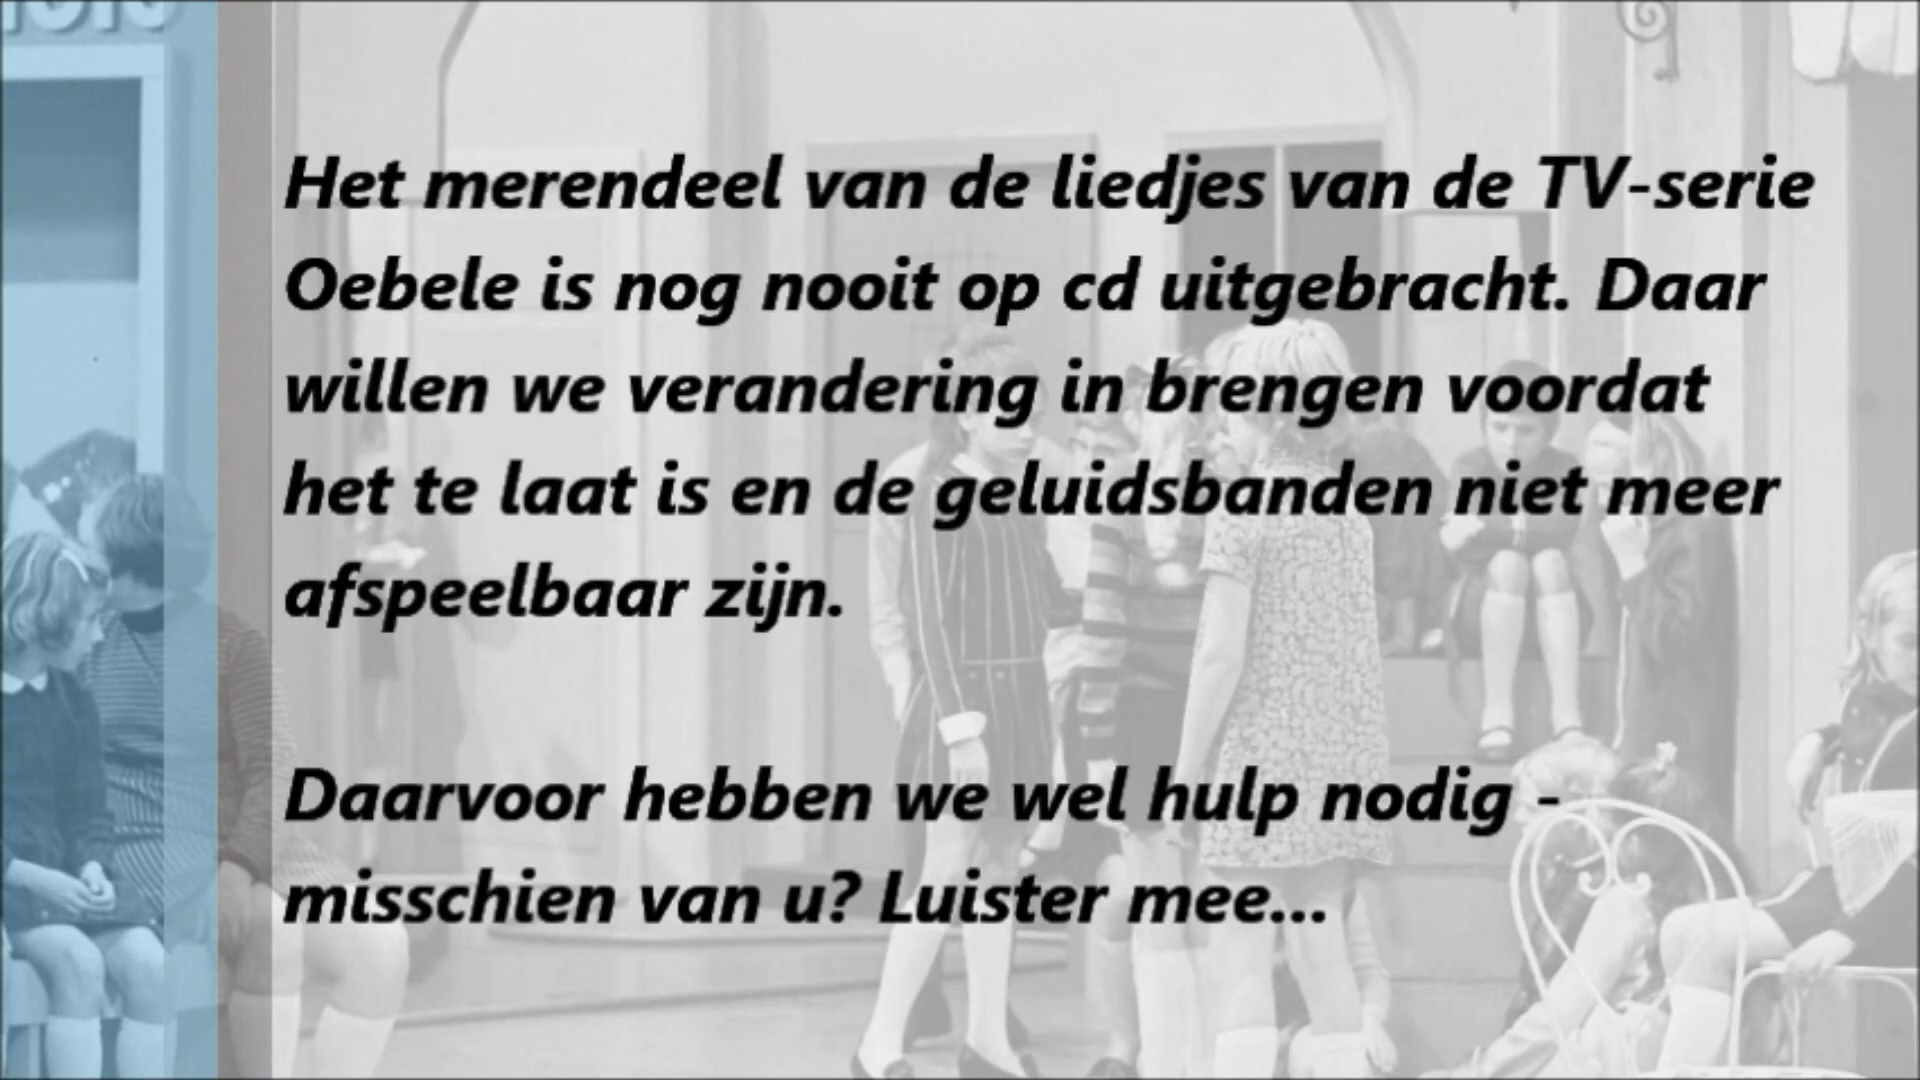 Het merendeel van de liedjes van de TV-serie
Oebele is nog nooit op cd uitgebracht. Daar
willen we verandering in brengen voordat
het te laat is en de geluidsbanden niet meer
afspeelbaar zijn.
Daarvoor hebben we wel hulp nodig -
misschien van u? Luister mee...